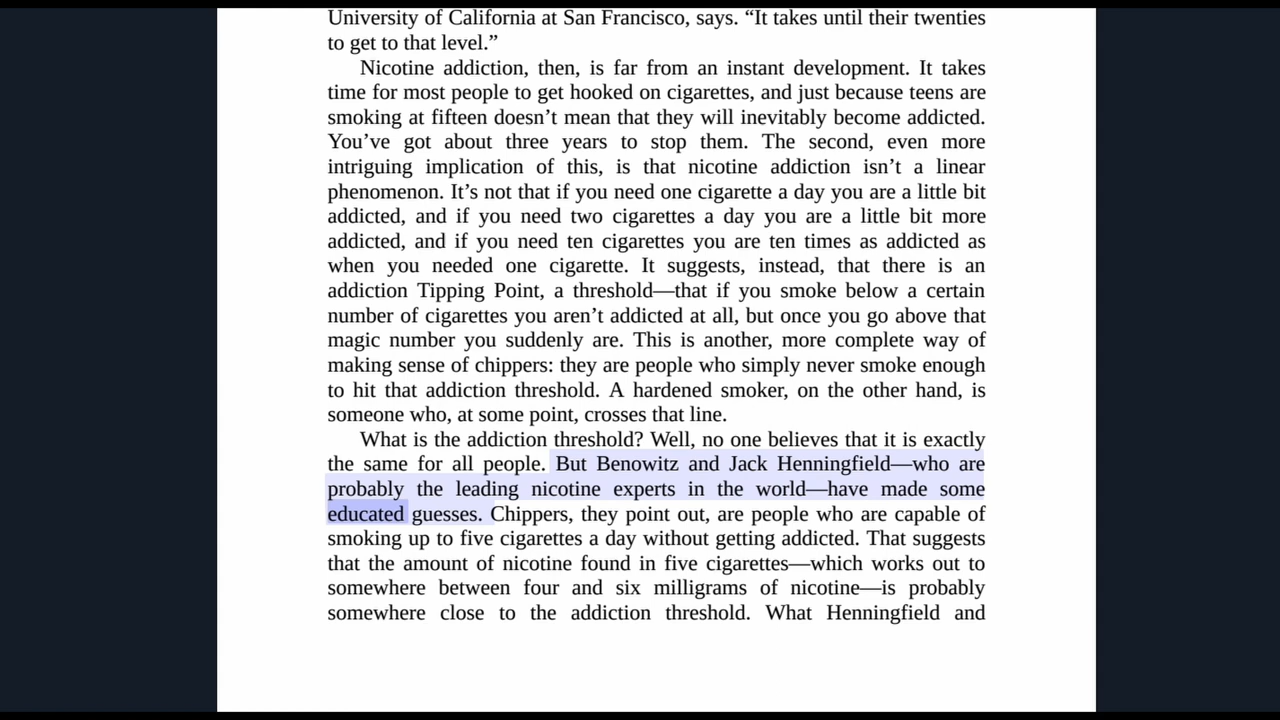 University of California at San Francisco, says. “It takes until their twenties
to get to that level.”
Nicotine addiction, then, is far from an instant development. It takes
time for most people to get hooked on cigarettes, and just because teens are
smoking at fifteen doesn’t mean that they will inevitably become addicted.
You’ve got about three years to stop them. The second, even more
intriguing implication of this, is that nicotine addiction isn’t a linear
phenomenon. It’s not that if you need one cigarette a day you are a little bit
addicted, and if you need two cigarettes a day you are a little bit more
addicted, and if you need ten cigarettes you are ten times as addicted as
when you needed one cigarette. It suggests, instead, that there is an
addiction Tipping Point, a threshold—that if you smoke below a certain
number of cigarettes you aren’t addicted at all, but once you go above that
magic number you suddenly are. This is another, more complete way of
making sense of chippers: they are people who simply never smoke enough
to hit that addiction threshold. A hardened smoker, on the other hand, is
someone who, at some point, crosses that line.
What is the addiction threshold? Well, no one believes that it is exactly
the same for all people. But Benowitz and Jack Henningfield—who are
probably the leading nicotine experts in the world—have made some
educated guesses. Chippers, they point out, are people who are capable of
smoking up to five cigarettes a day without getting addicted. That suggests
that the amount of nicotine found in five cigarettes—which works out to
somewhere between four and six milligrams of nicotine—is probably
somewhere close to the addiction threshold. What Henningfield and